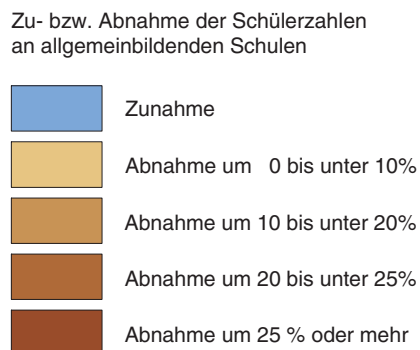 Zu- bzw. Abnahme der Schülerzahlen
an allgemeinbildenden Schulen
Zunahme
Abnahme um 0 bis unter 10%
Abnahme um 10 bis unter 20%
Abnahme um 20 bis unter 25%
Abnahme um 25 % oder mehr